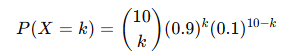 P(X = k) = \binom{10}{k} (0.9)^k (0.1)^{10-k}